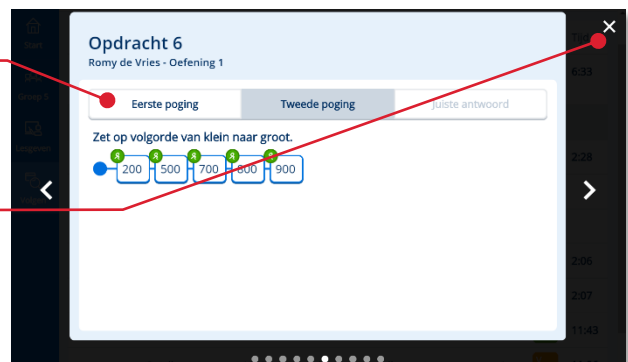 Opdracht 6
Romy de Vries - Oefening 1
Eerste poging
Tweede poging
Juiste antwoord
Zet op volgorde van klein naar groot.
200 500 700 800 900
Start
Groep 5
Lesgeven
Volgen
6:33
2:28
2:06
2:07
11:43